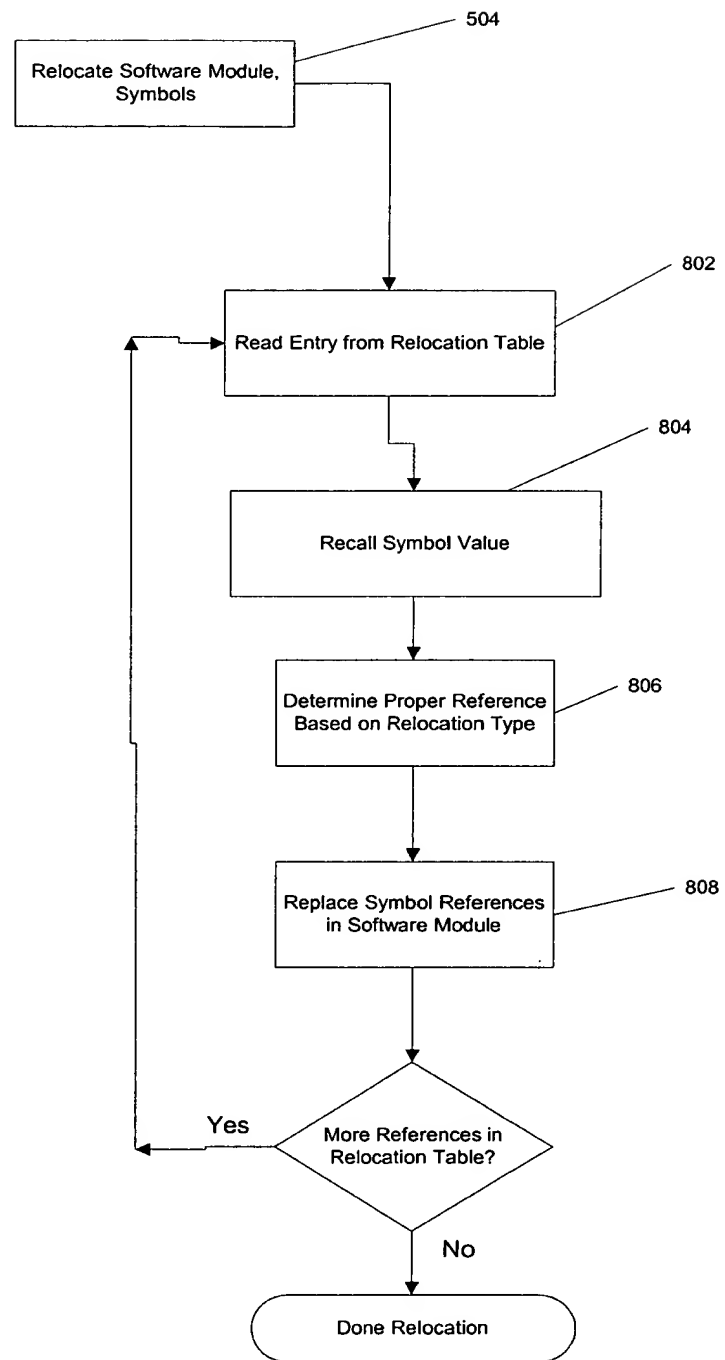 504
Relocate Software Module,
Symbols
802
Read Entry from Relocation Table
804
Recall Symbol Value
806
Determine Proper Reference
Based on Relocation Type
808
Replace Symbol References
in Software Module
Yes
More References in
Relocation Table?
No
Done Relocation